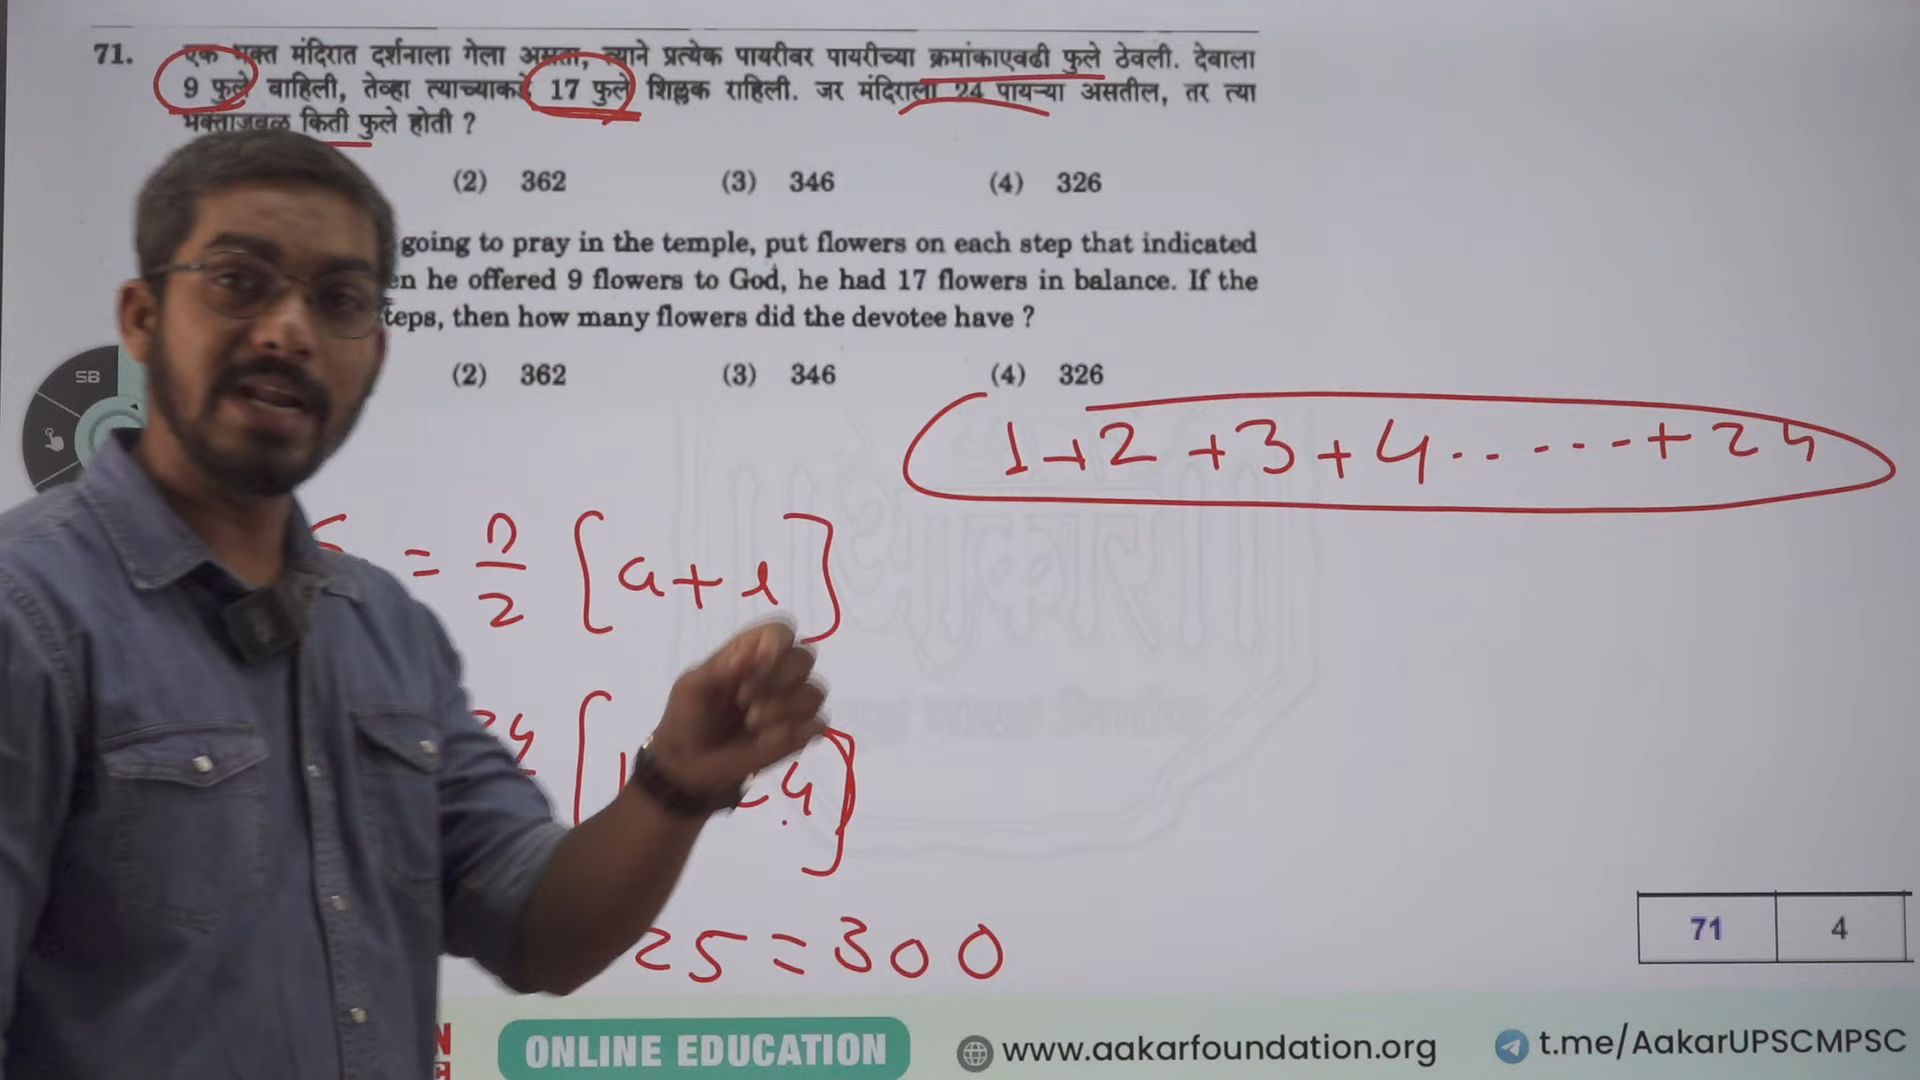 71. एक भक्त मंदिरात दर्शनाला गेला असता, त्याने प्रत्येक पायरीवर पायरीच्या क्रमांकाएवढी फुले ठेवली. देवाला
9 फुले वाहिली, तेव्हा त्याच्याकडे 17 फुले शिल्लक राहिली. जर मंदिराला 24 पायऱ्या असतील, तर त्या
भक्ताजवळ किती फुले होती ?
(2) 362 (3) 346 (4) 326
going to pray in the temple, put flowers on each step that indicated
en he offered 9 flowers to God, he had 17 flowers in balance. If the
teps, then how many flowers did the devotee have ?
(2) 362 (3) 346 (4) 326
SB
1+2+3+4.....+24
= n/2 [a+l]
24 [1 24]
25=300
71 4
ONLINE EDUCATION
www.aakarfoundation.org
t.me/AakarUPSCMPSC